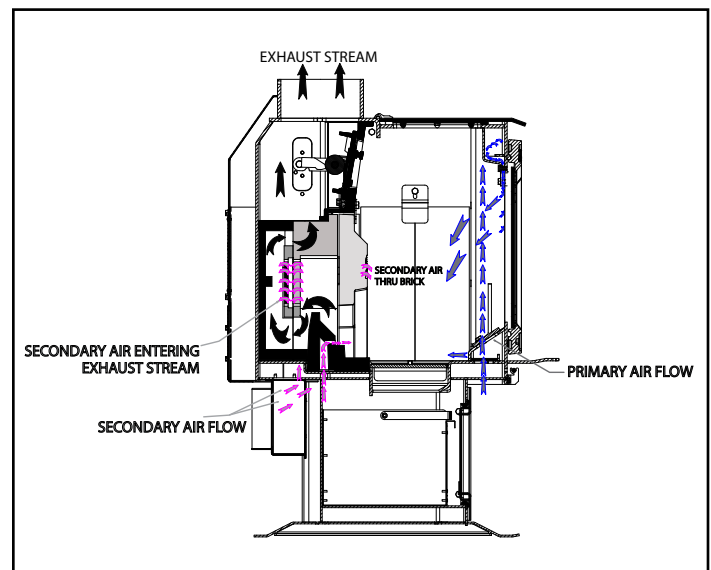 EXHAUST STREAM
SECONDARY AIR
THRU BRICK
SECONDARY AIR ENTERING
EXHAUST STREAM
PRIMARY AIR FLOW
SECONDARY AIR FLOW